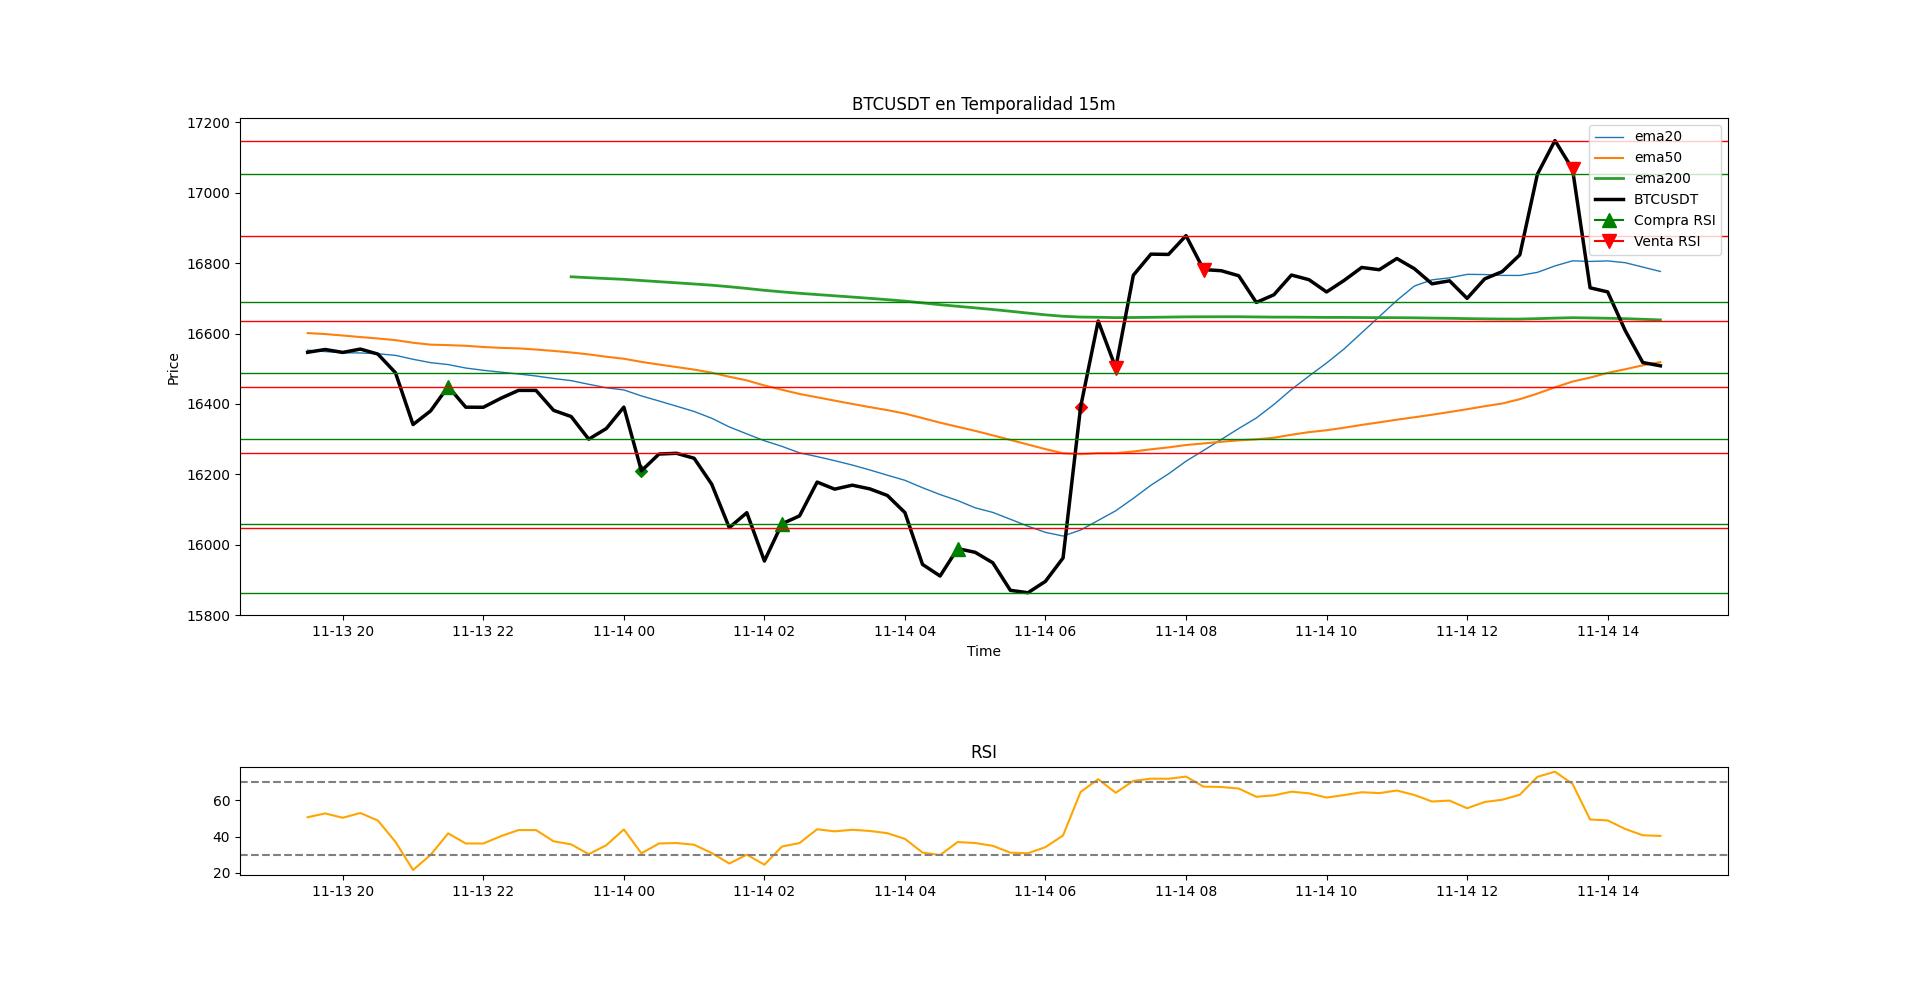 BTCUSDT en Temporalidad 15m
Price
17200
17000
16800
16600
16400
16200
16000
15800
ema20
ema50
ema200
BTCUSDT
Compra RSI
Venta RSI
11-13 20 11-13 22 11-14 00 11-14 02 11-14 04 11-14 06 11-14 08 11-14 10 11-14 12 11-14 14
Time
RSI
60
40
20
11-13 20 11-13 22 11-14 00 11-14 02 11-14 04 11-14 06 11-14 08 11-14 10 11-14 12 11-14 14